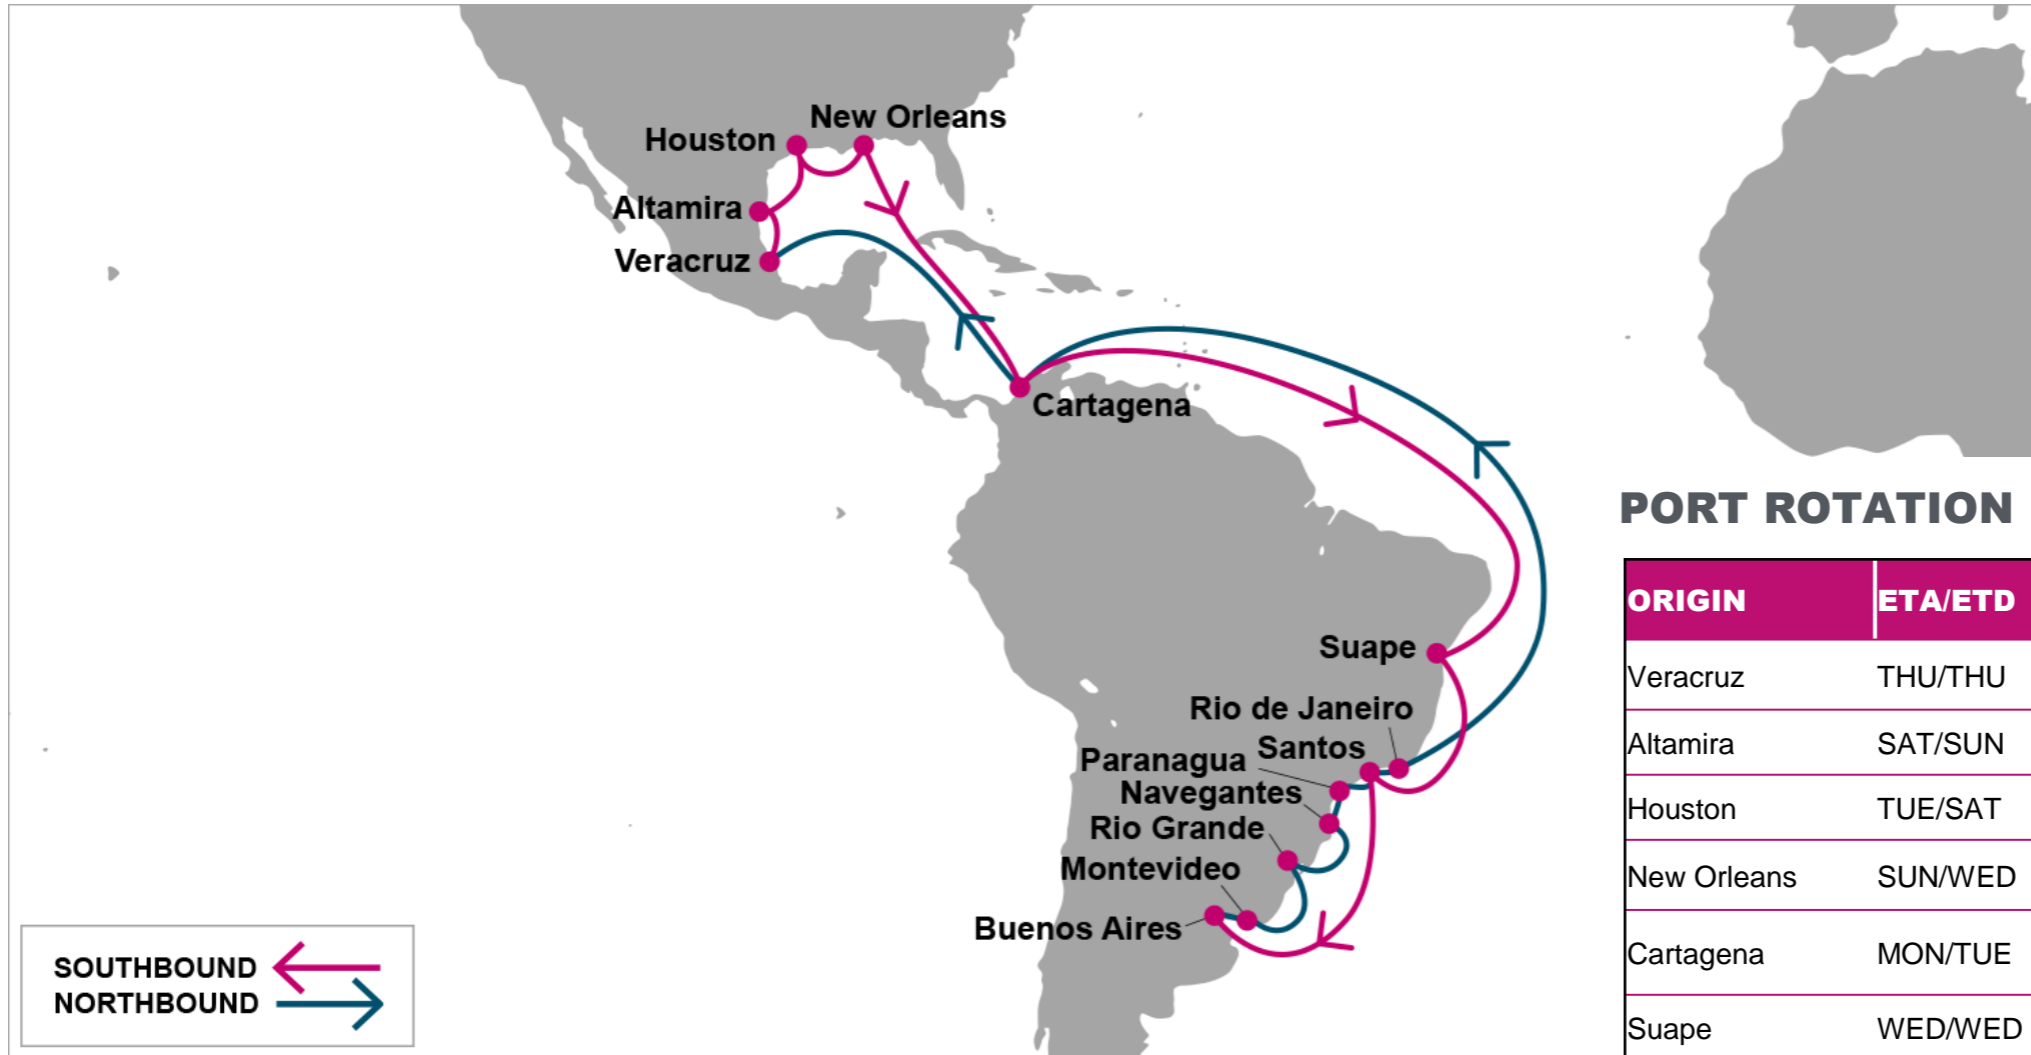 New Orleans
Houston
Altamira
Veracruz
Cartagena
Suape
Rio de Janeiro
Santos
Paranagua
Navegantes
Rio Grande
Montevideo
Buenos Aires
SOUTHBOUND
NORTHBOUND
PORT ROTATION
ORIGIN ETA/ETD
Veracruz THU/THU
Altamira SAT/SUN
Houston TUE/SAT
New Orleans SUN/WED
Cartagena MON/TUE
Suape WED/WED